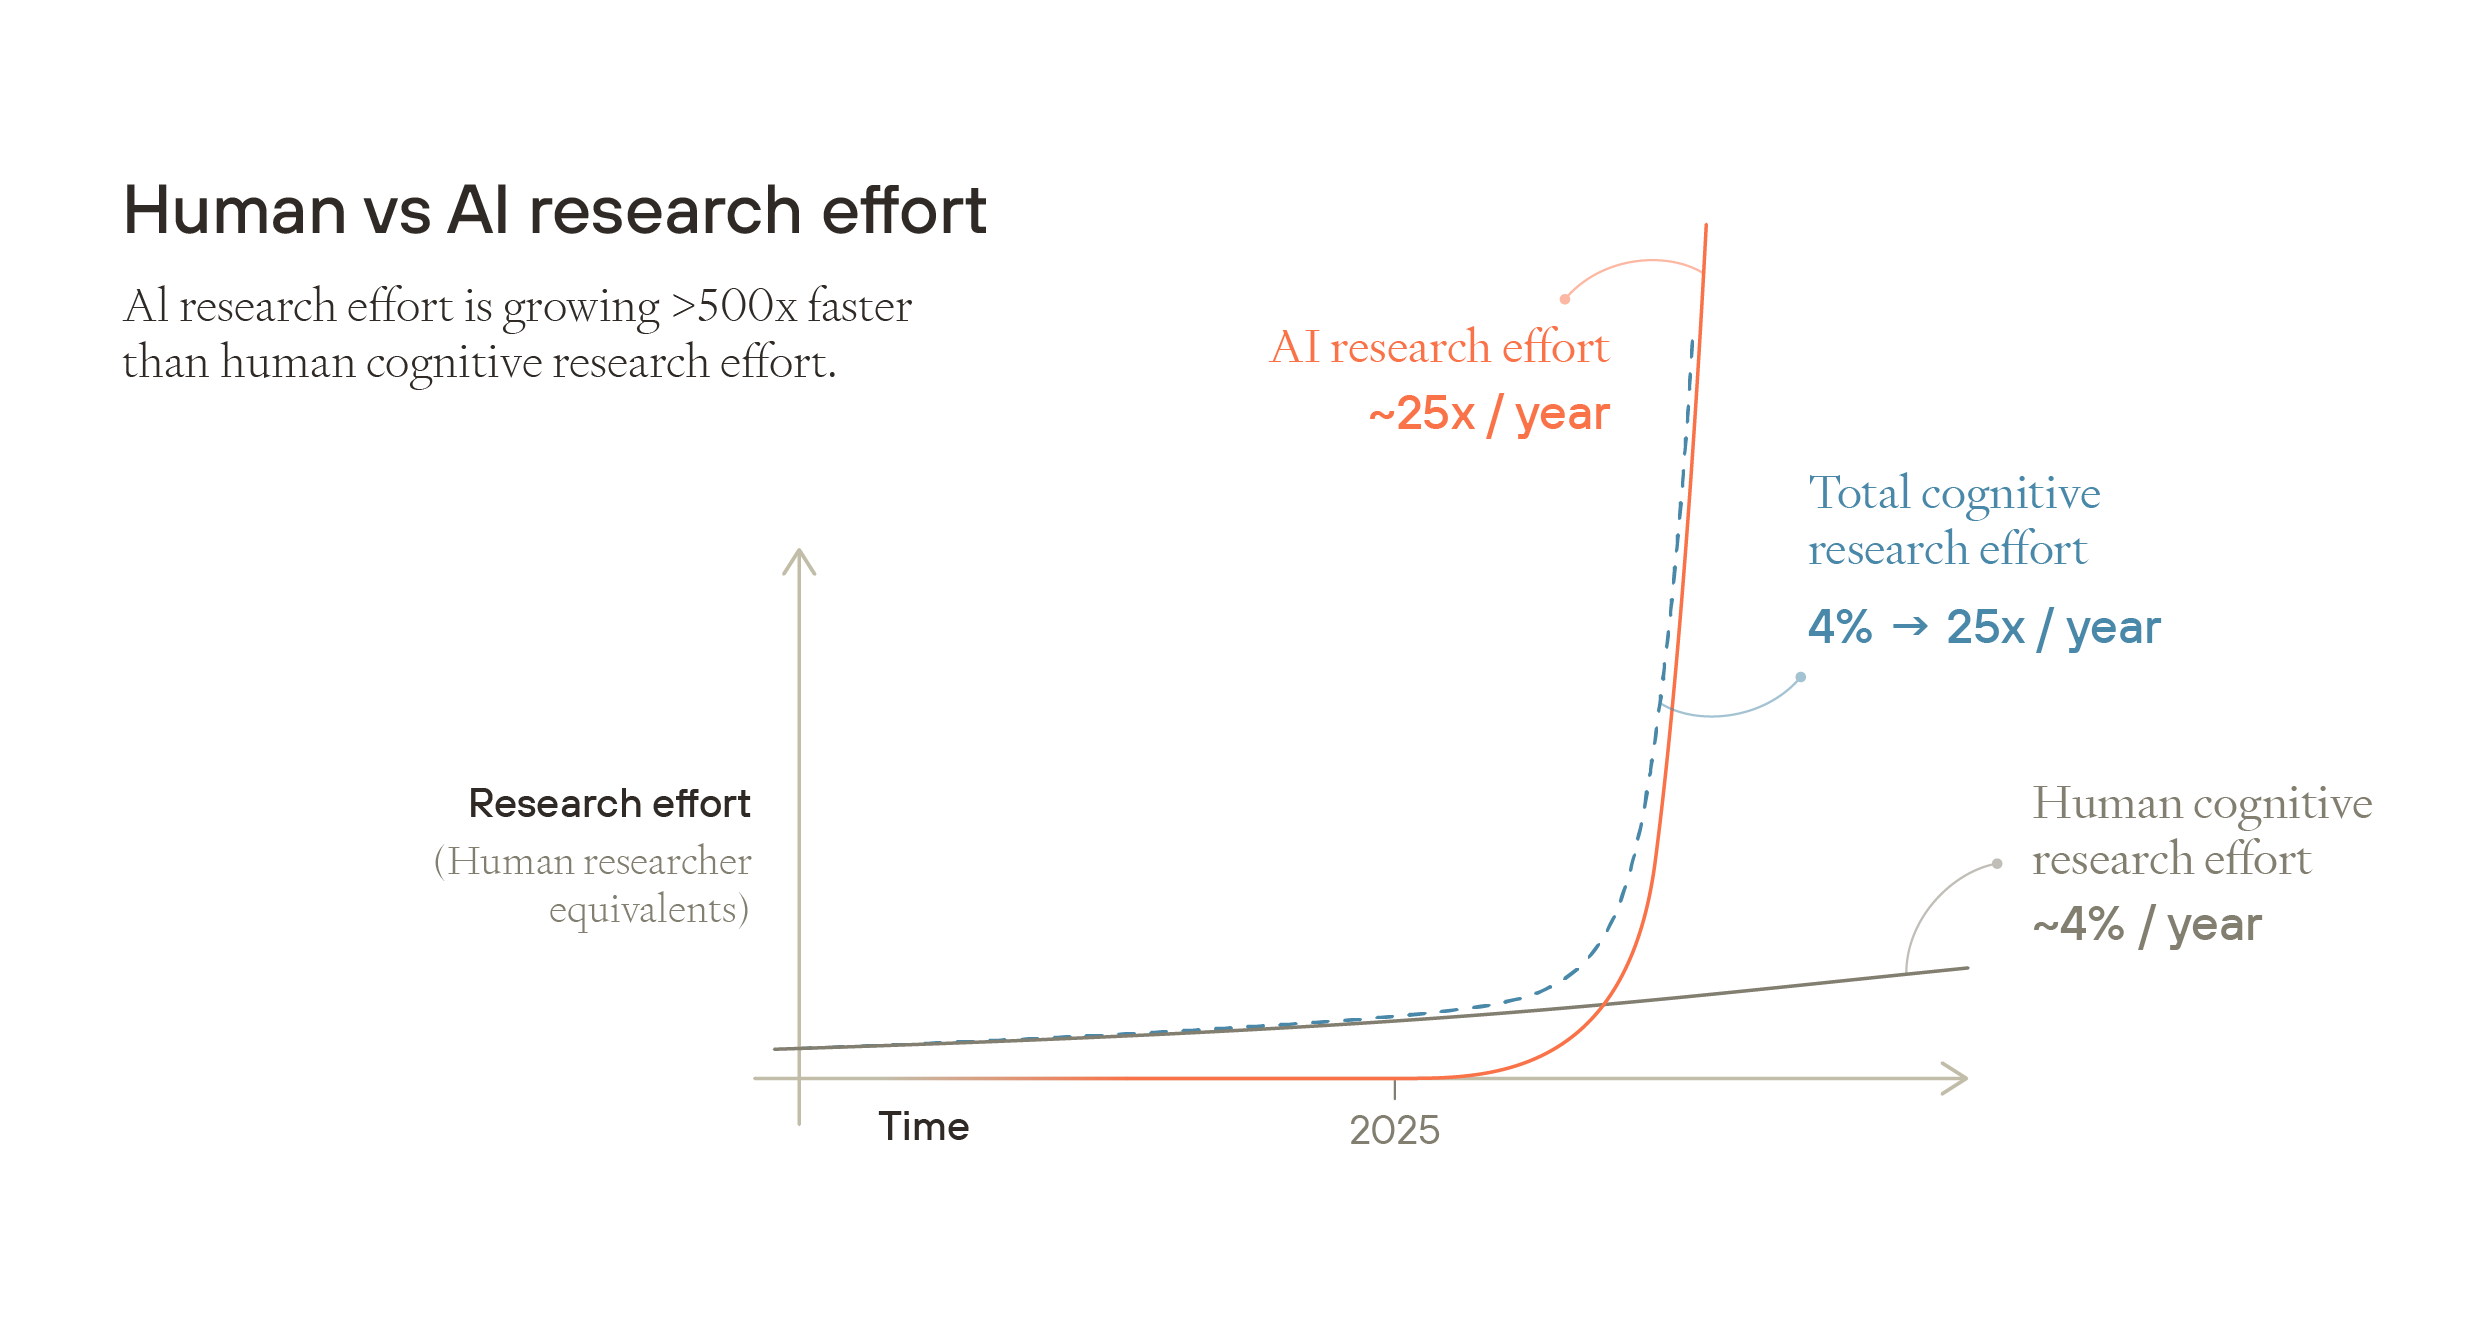 Human vs AI research effort
AI research effort is growing >500x faster
than human cognitive research effort.
AI research effort
~25x / year
Total cognitive
research effort
4% → 25x / year
Research effort
(Human researcher
equivalents)
Human cognitive
research effort
~4% / year
Time
2025